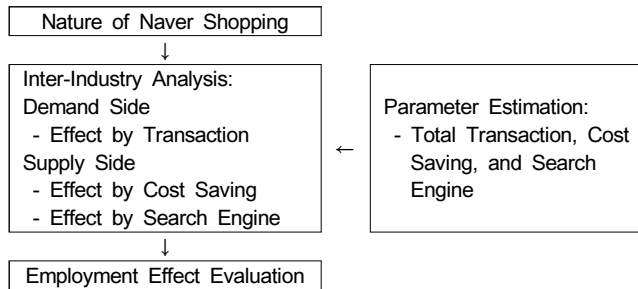 Nature of Naver Shopping
↓
Inter-Industry Analysis:
Demand Side
- Effect by Transaction
Supply Side
- Effect by Cost Saving
- Effect by Search Engine
←
Parameter Estimation:
- Total Transaction, Cost
Saving, and Search
Engine
↓
Employment Effect Evaluation